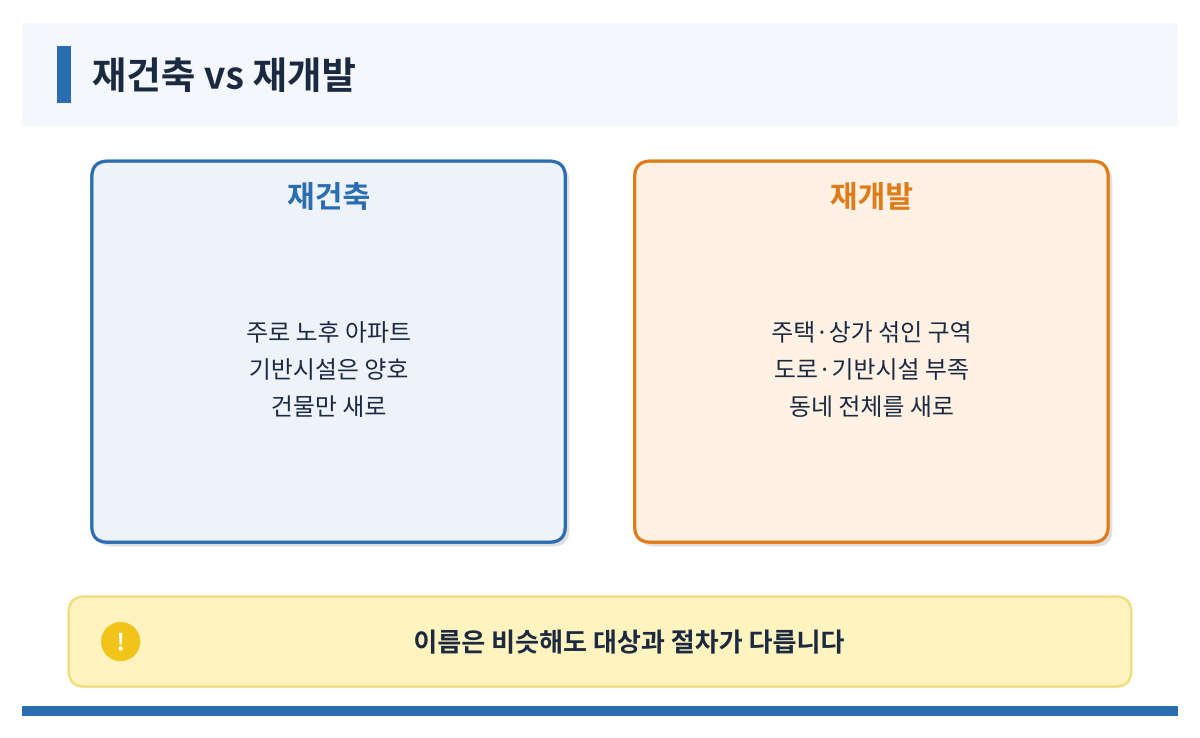 재건축 vs 재개발
재건축
주로 노후 아파트
기반시설은 양호
건물만 새로
재개발
주택·상가 섞인 구역
도로·기반시설 부족
동네 전체를 새로
!
이름은 비슷해도 대상과 절차가 다릅니다